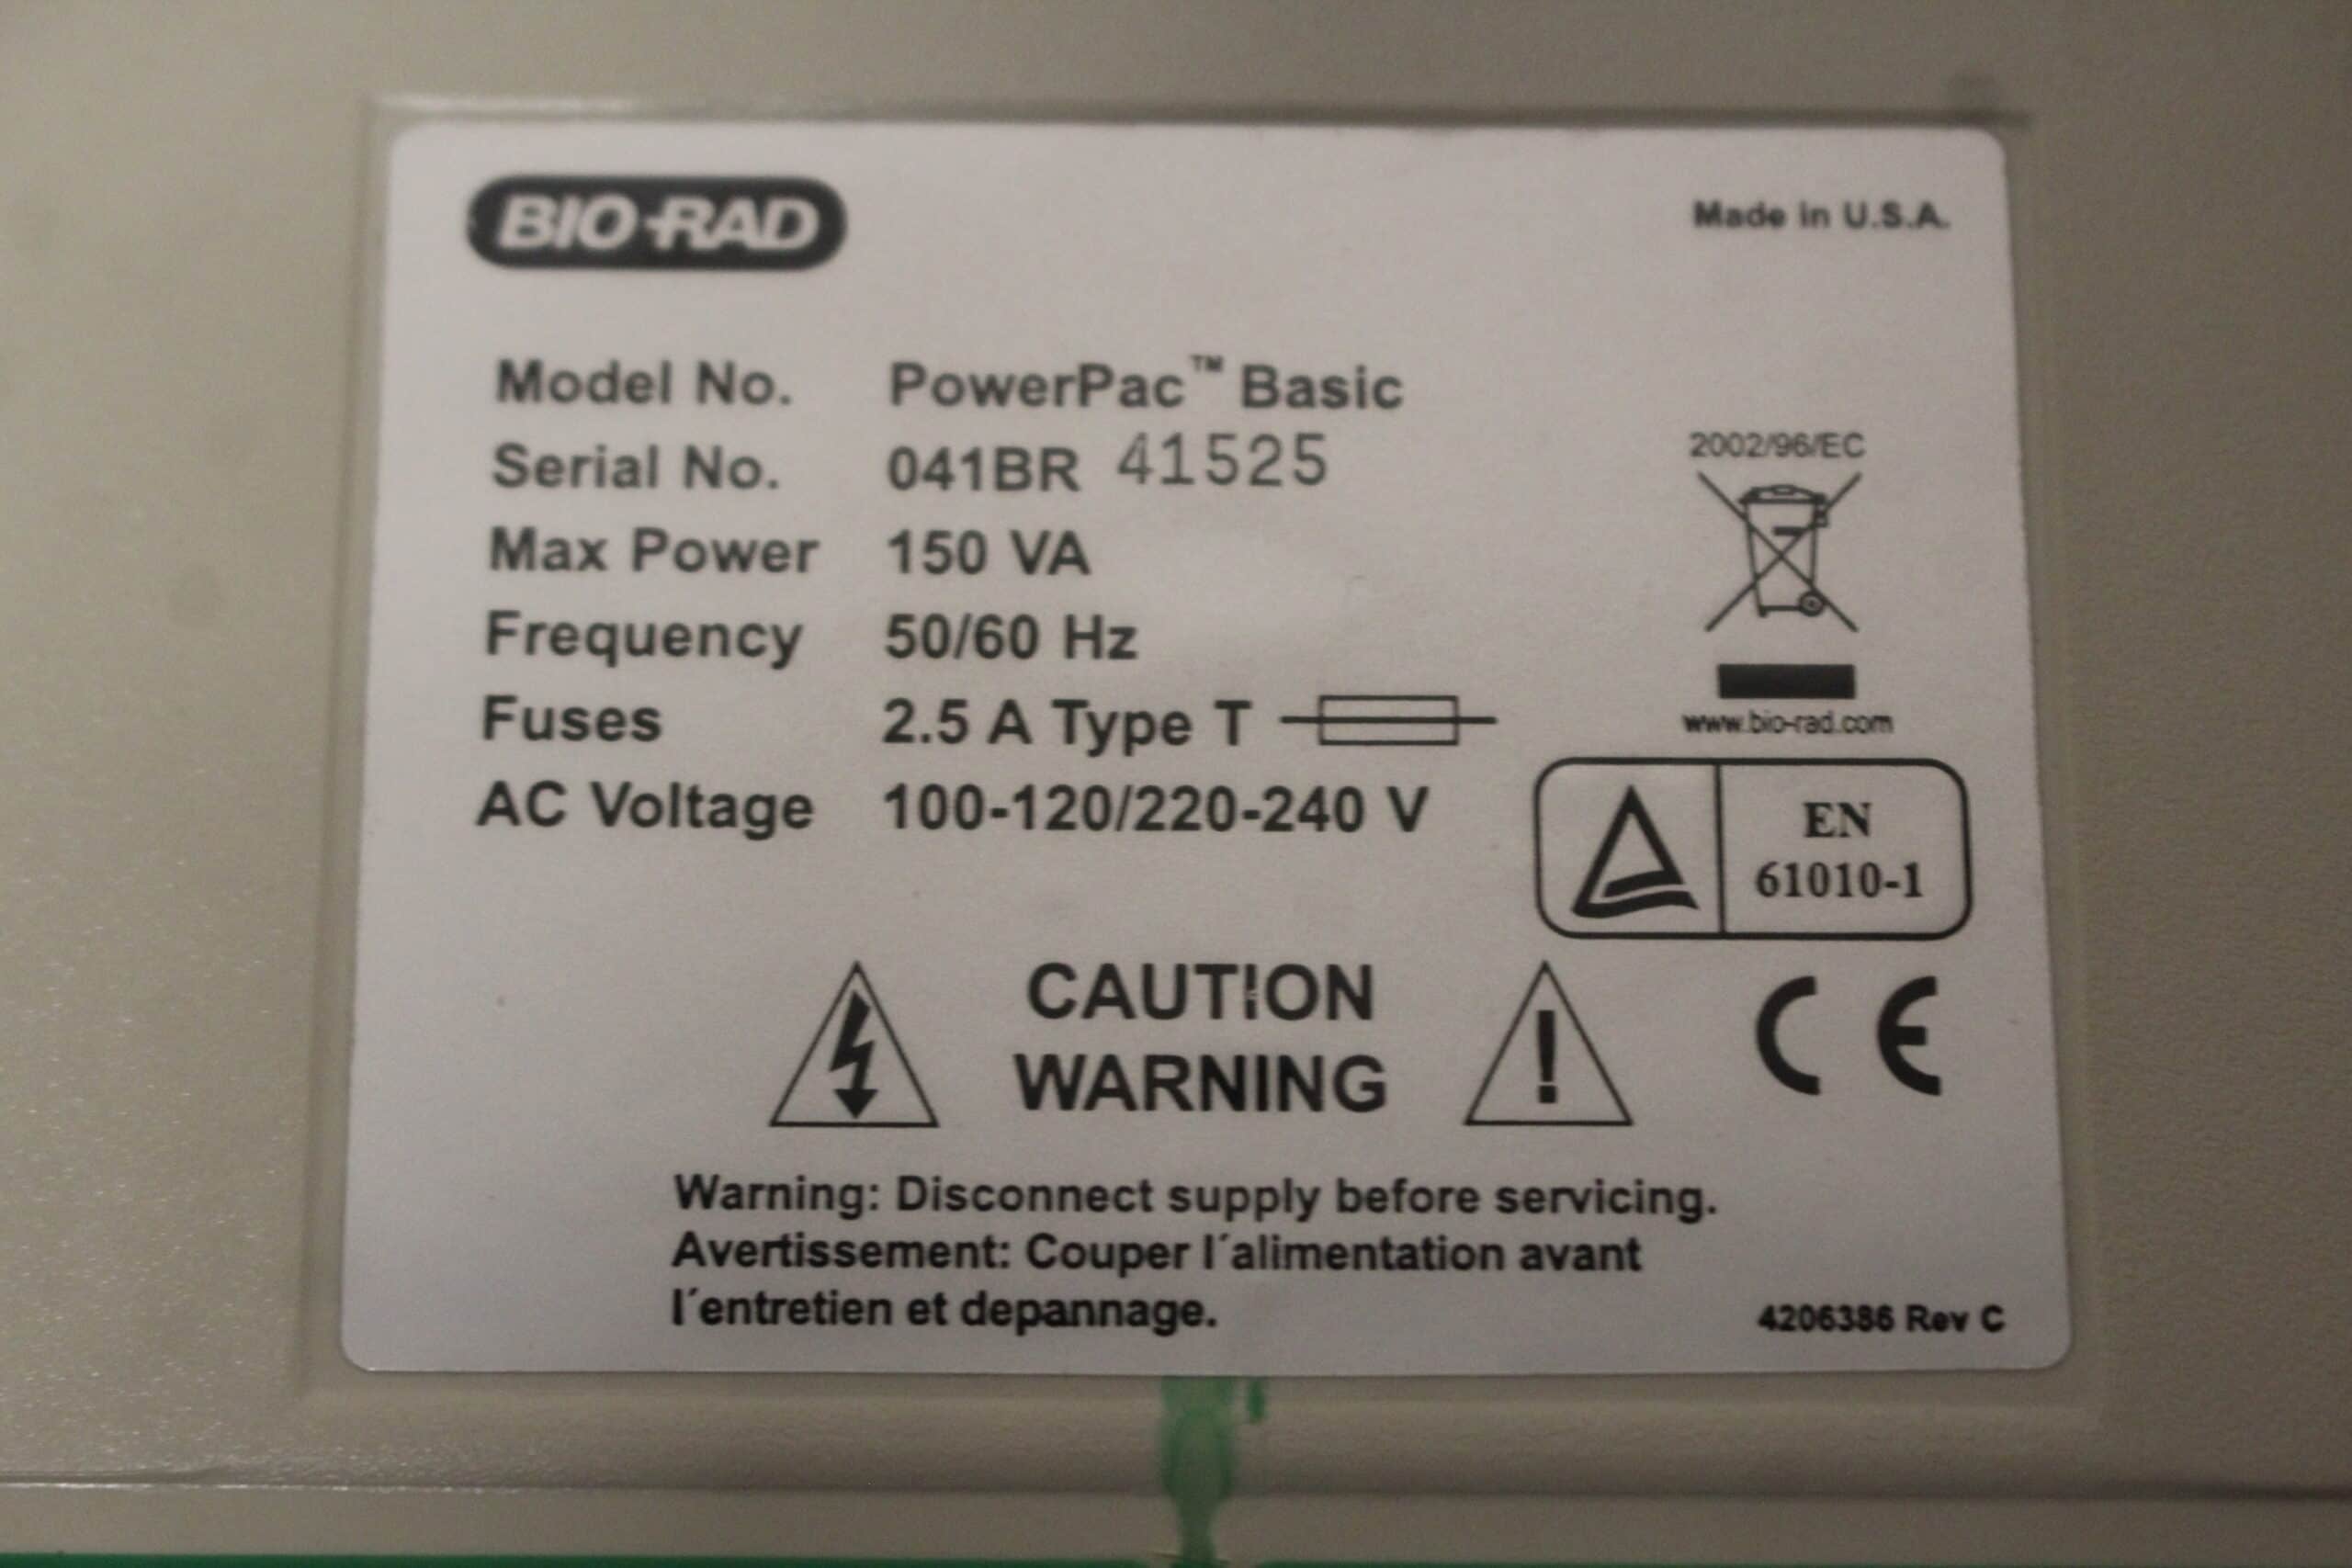 BIO-RAD
Made in U.S.A.
Model No. PowerPac™ Basic
Serial No. 041BR 41525
Max Power 150 VA
Frequency 50/60 Hz
Fuses 2.5 A Type T
AC Voltage 100-120/220-240 V
2002/96/EC
www.bio-rad.com
EN
61010-1
CAUTION
WARNING
CE
Warning: Disconnect supply before servicing.
Avertissement: Couper l´alimentation avant
l´entretien et depannage.
4206386 Rev C